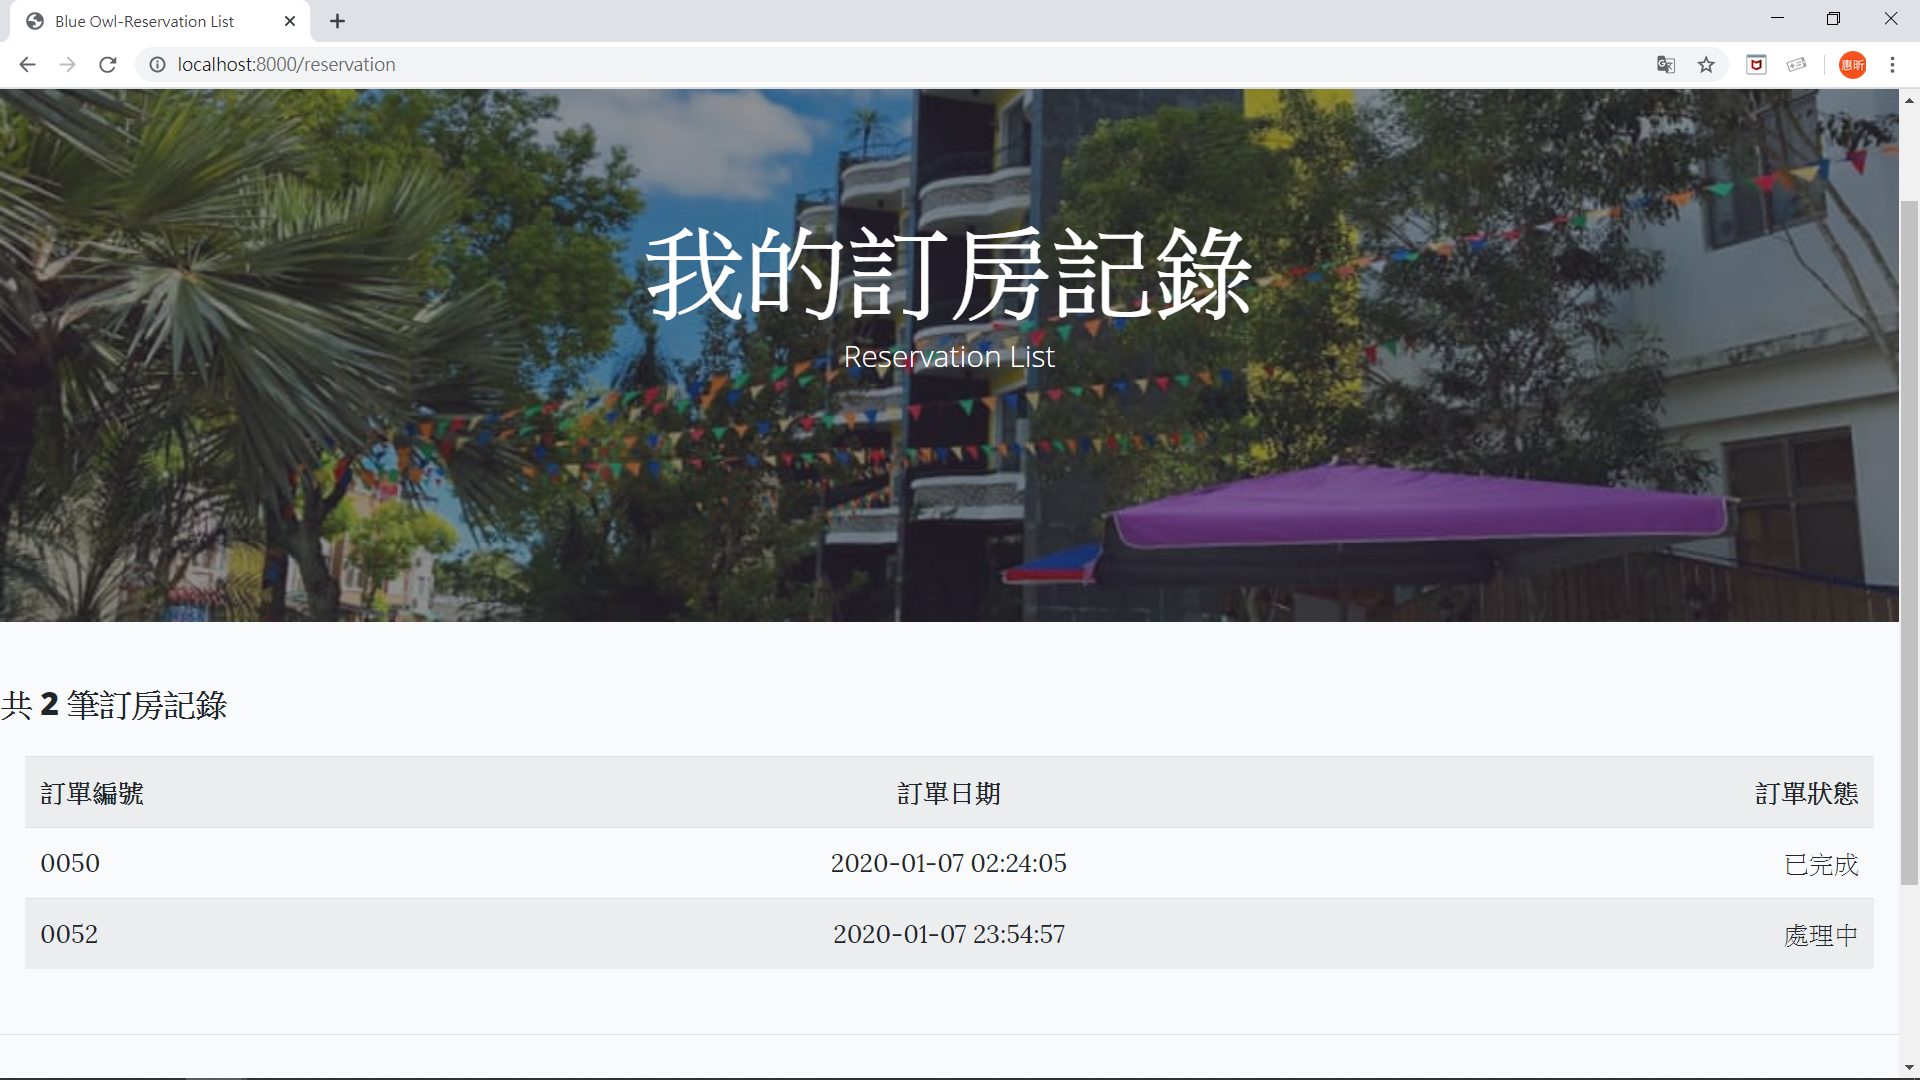 Blue Owl-Reservation List
localhost:8000/reservation
惠昕
我的訂房記錄
Reservation List
共 2 筆訂房記錄
訂單編號 訂單日期 訂單狀態
0050 2020-01-07 02:24:05 已完成
0052 2020-01-07 23:54:57 處理中